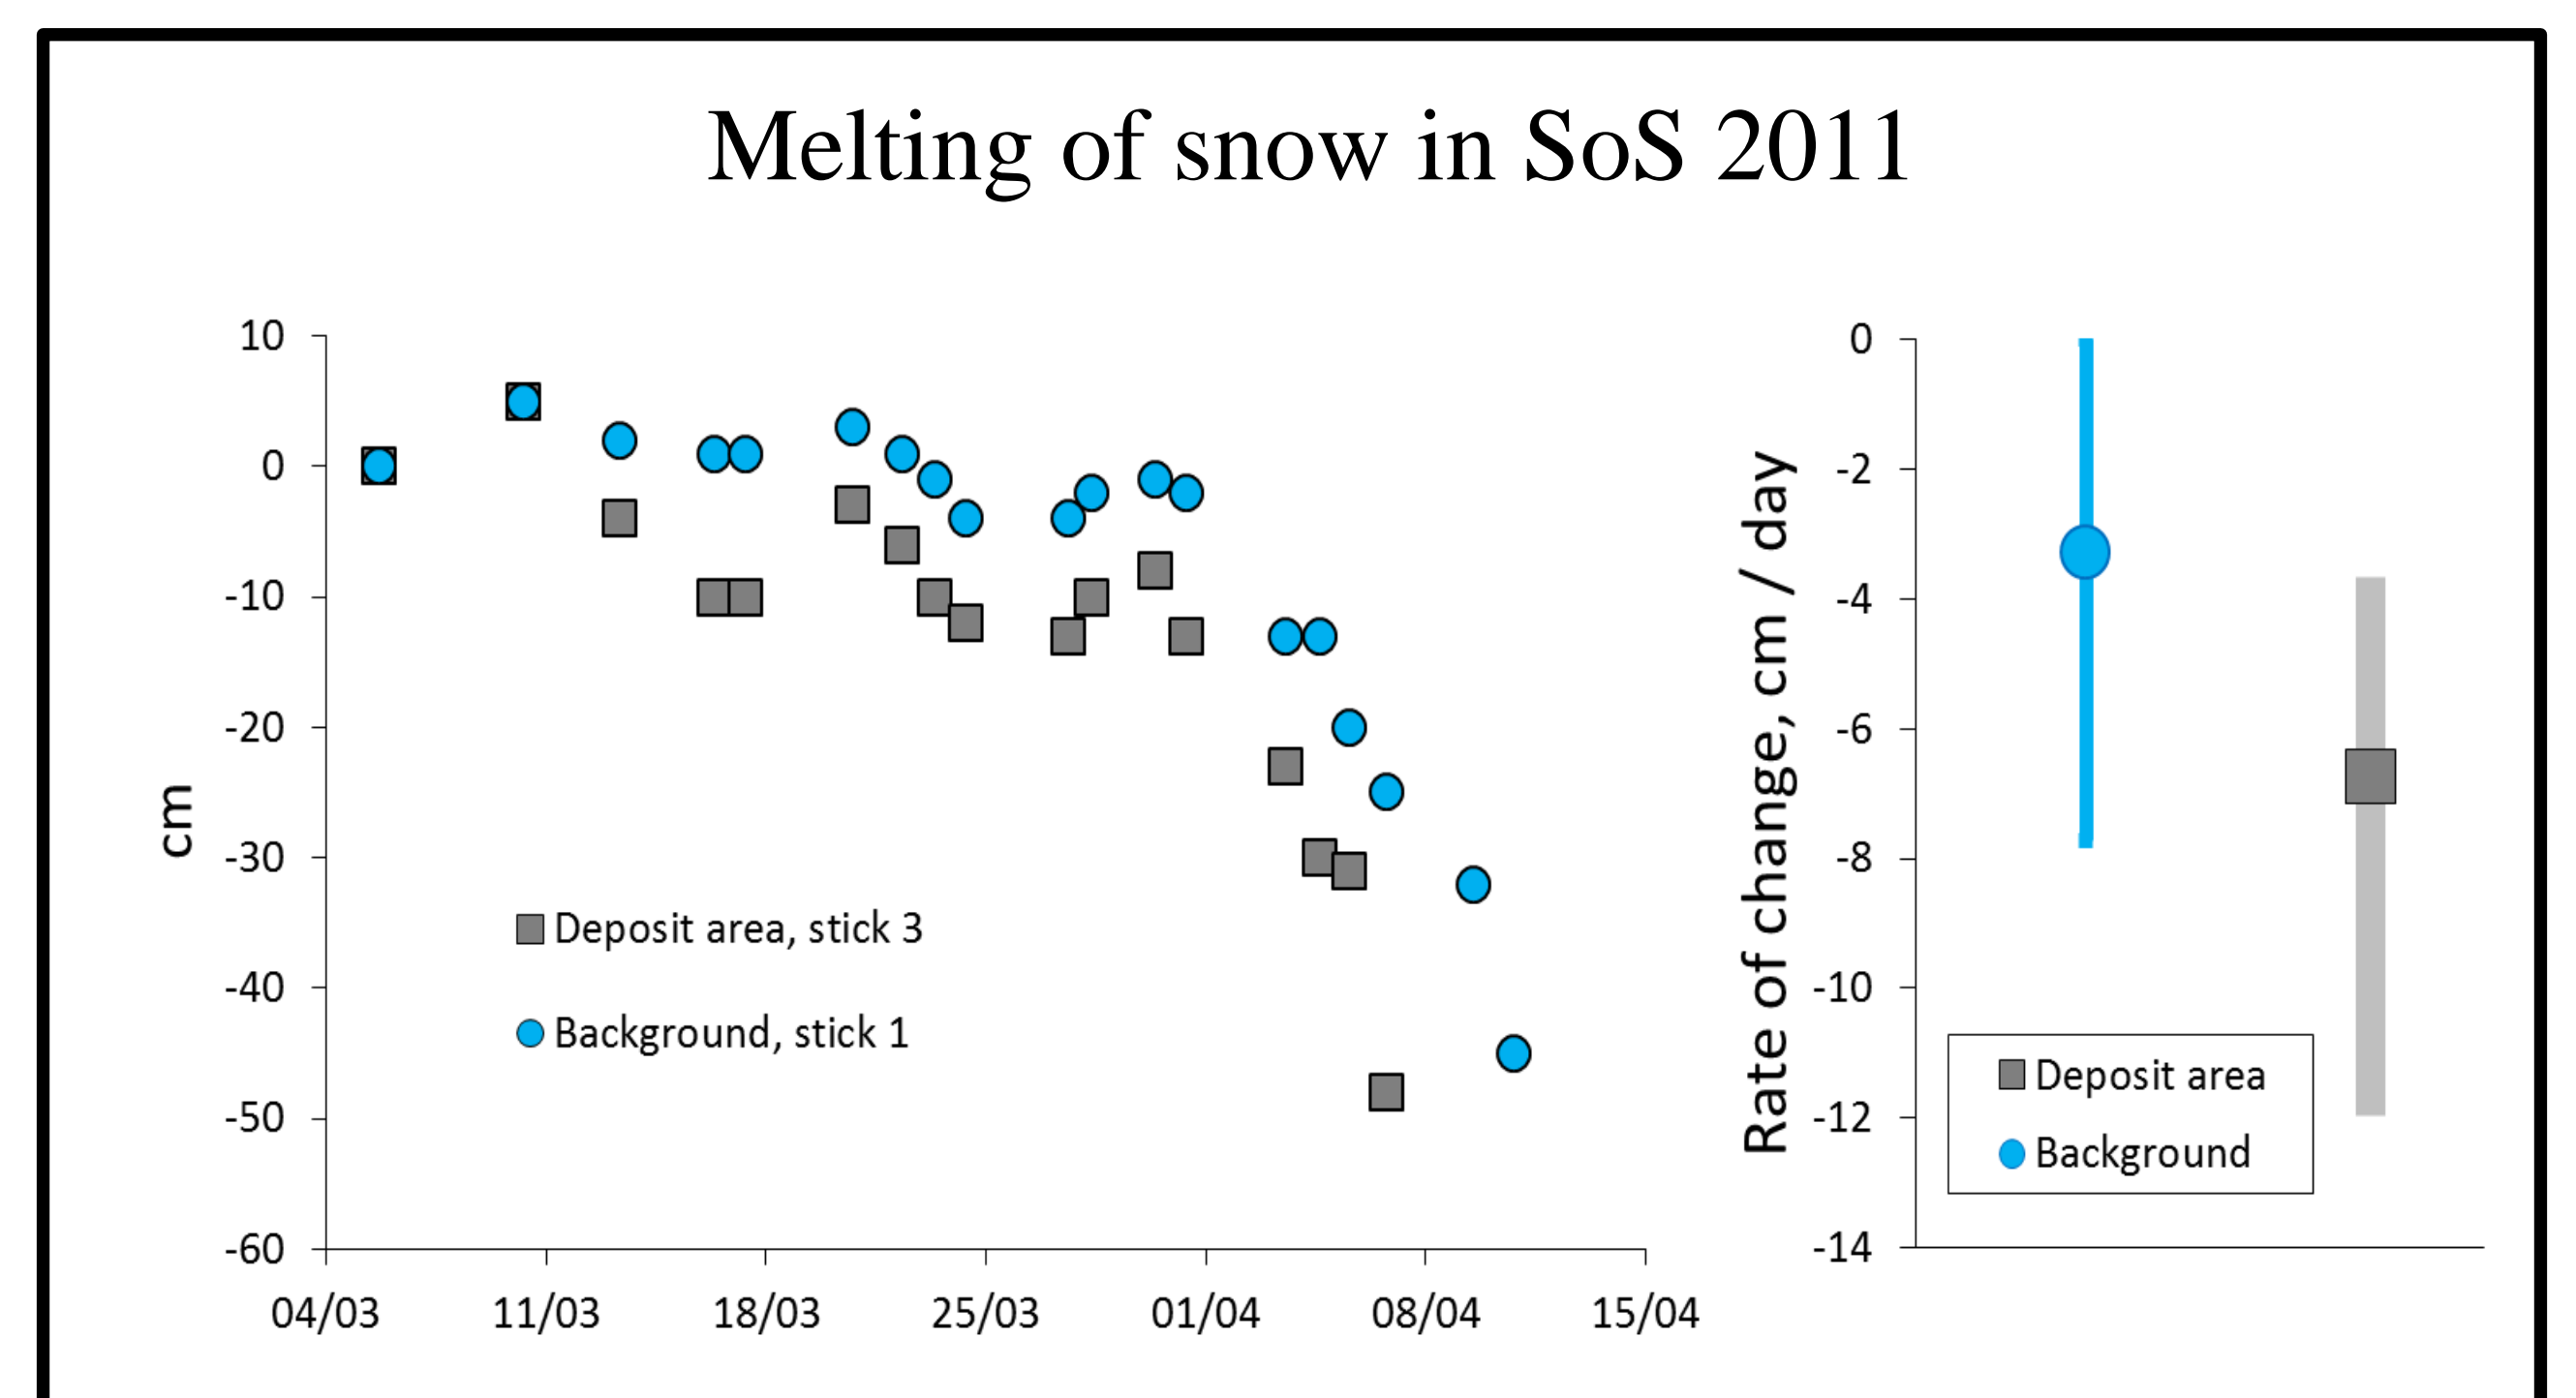 Melting of snow in SoS 2011
10
0
-10
-20
-30
-40
-50
-60
cm
Deposit area, stick 3
Background, stick 1
04/03 11/03 18/03 25/03 01/04 08/04 15/04
Rate of change, cm / day
0
-2
-4
-6
-8
-10
-12
-14
Deposit area
Background